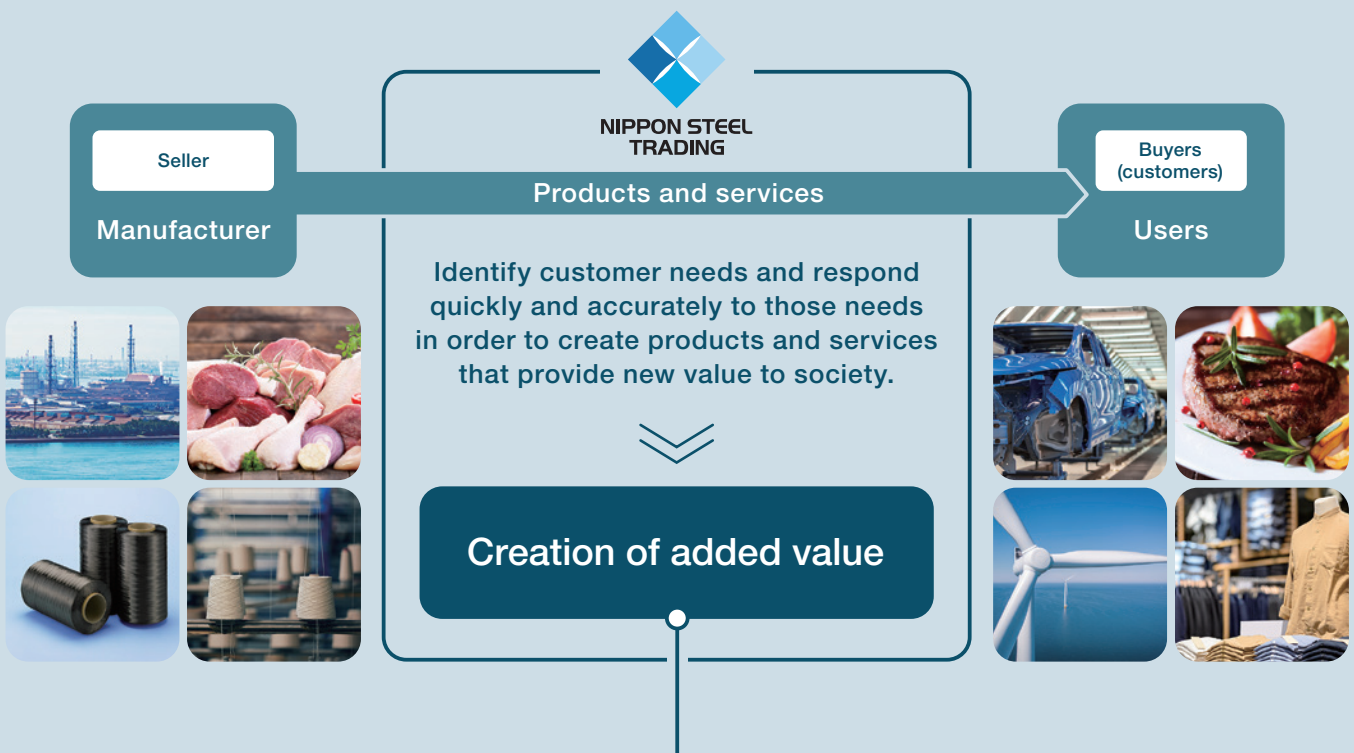 NIPPON STEEL
TRADING
Seller
Manufacturer
Products and services
Buyers
(customers)
Users
Identify customer needs and respond
quickly and accurately to those needs
in order to create products and services
that provide new value to society.
Creation of added value